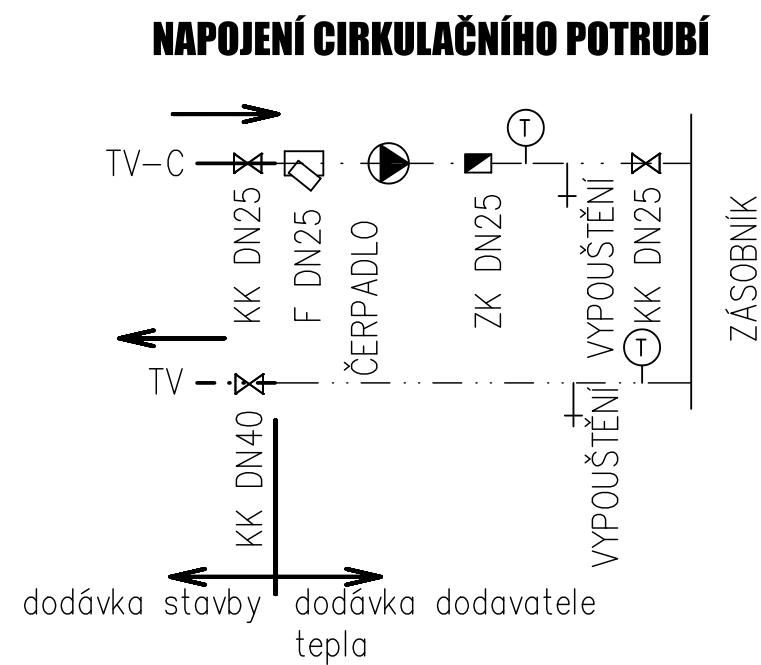 NAPOJENÍ CIRKULAČNÍHO POTRUBÍ
T
TV-C
KK DN25
F DN25
ČERPADLO
ZK DN25
VYPOUŠTĚNÍ
KK DN25
ZÁSOBNÍK
T
TV
KK DN40
VYPOUŠTĚNÍ
dodávka stavby
dodávka dodavatele
tepla